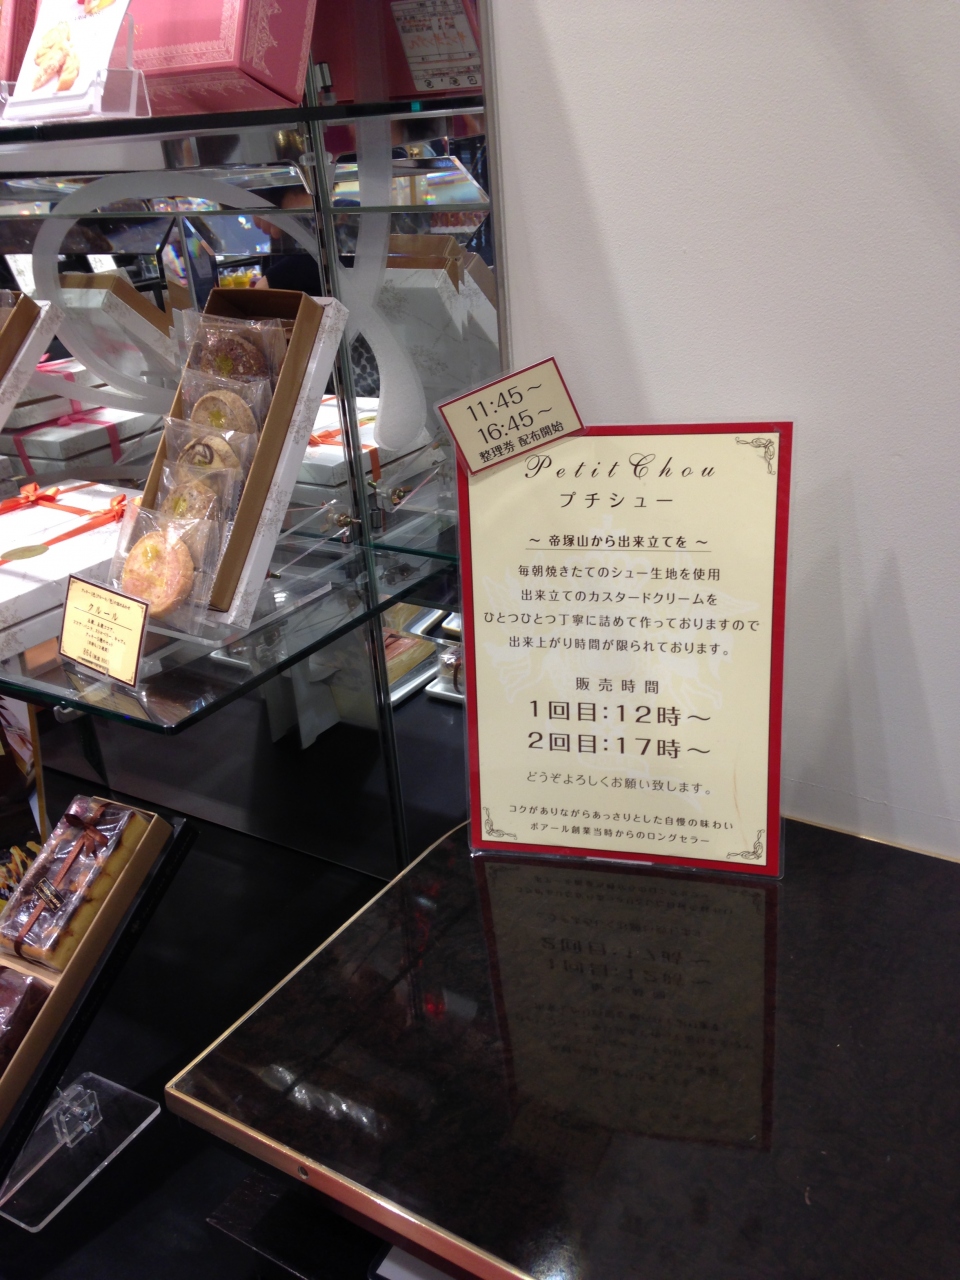 11:45～
16:45～
整理券 配布開始
Petit Chou
プチシュー
～ 帝塚山から出来立てを ～
毎朝焼きたてのシュー生地を使用
出来立てのカスタードクリームを
ひとつひとつ丁寧に詰めて作っておりますので
出来上がり時間が限られております。
販売時間
1回目：12時～
2回目：17時～
どうぞよろしくお願い致します。
コクがありながらあっさりとした自慢の味わい
ポアール創業当時からのロングセラー
クルール